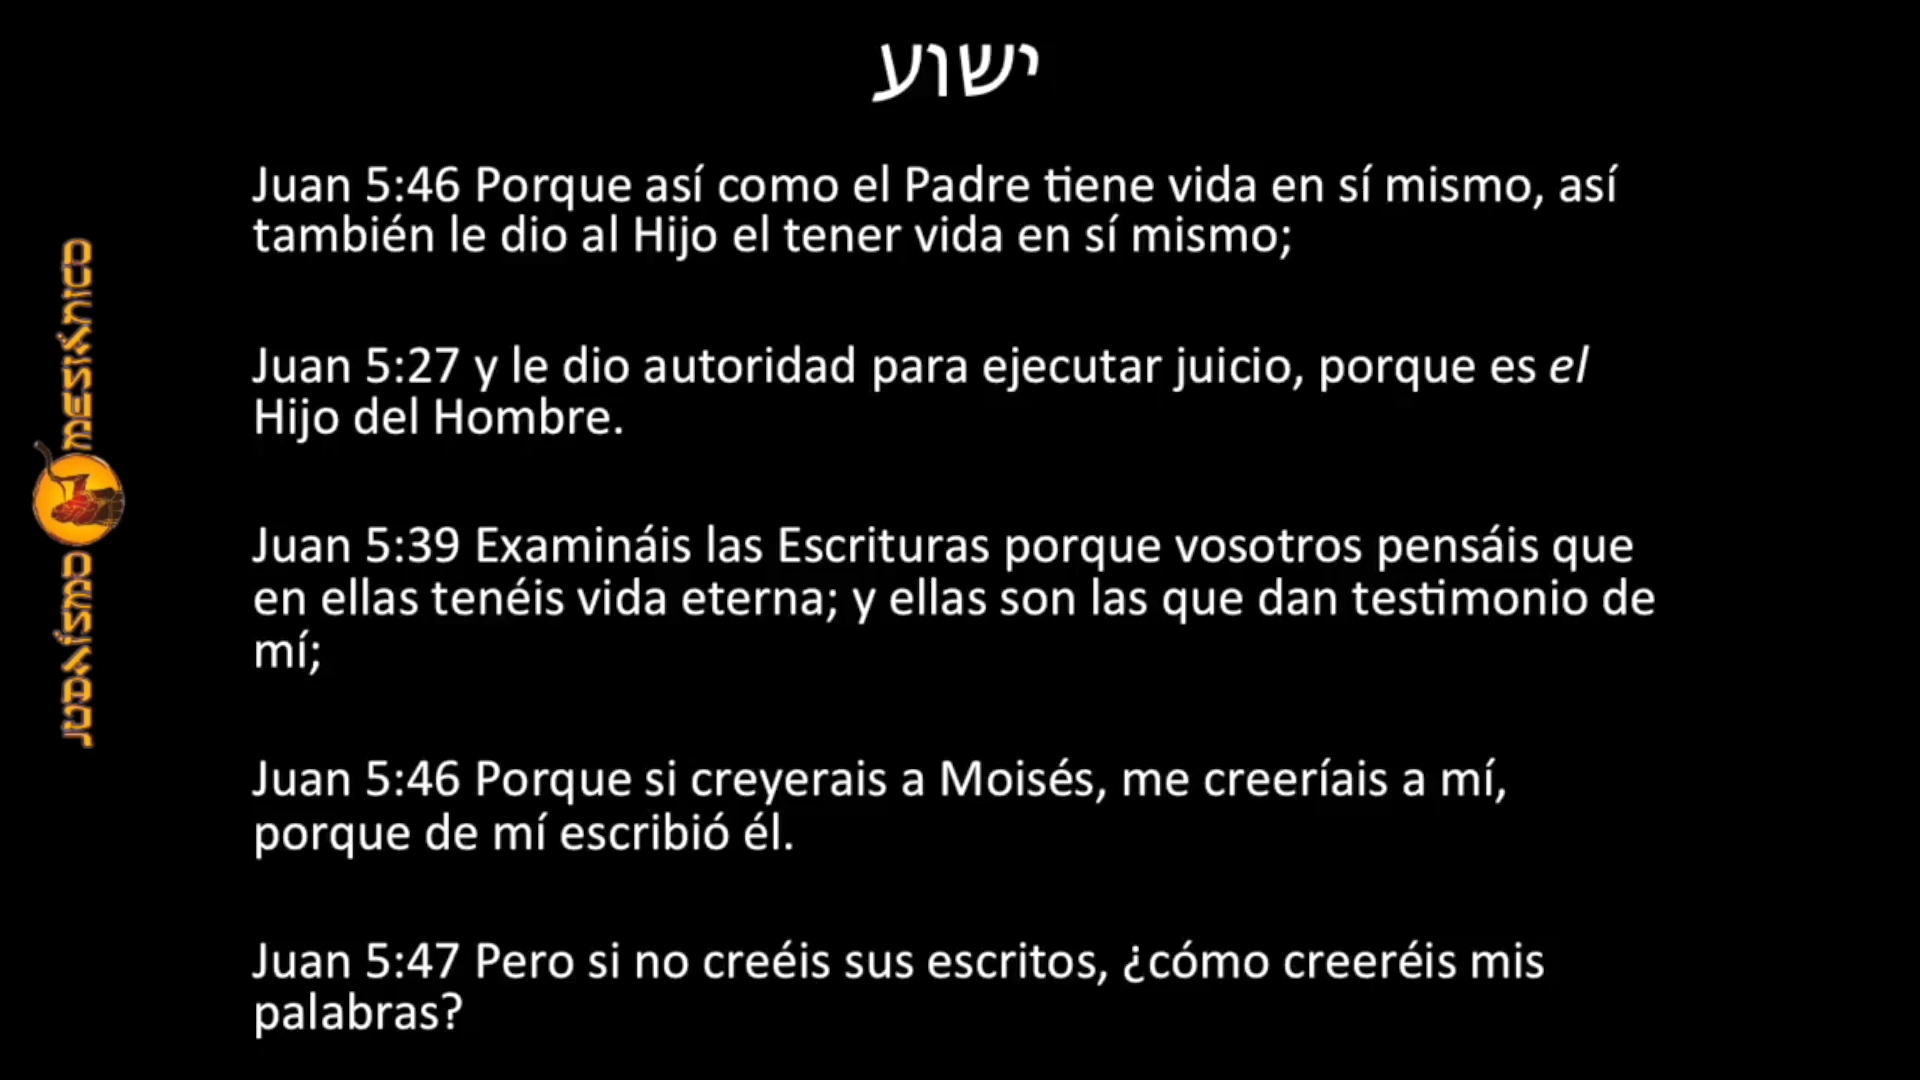 ישוע
Juan 5:46 Porque así como el Padre tiene vida en sí mismo, así
también le dio al Hijo el tener vida en sí mismo;
Juan 5:27 y le dio autoridad para ejecutar juicio, porque es el
Hijo del Hombre.
Juan 5:39 Examináis las Escrituras porque vosotros pensáis que
en ellas tenéis vida eterna; y ellas son las que dan testimonio de
mí;
Juan 5:46 Porque si creyerais a Moisés, me creeríais a mí,
porque de mí escribió él.
Juan 5:47 Pero si no creéis sus escritos, ¿cómo creeréis mis
palabras?
JUDAÍSMO MESIÁNICO